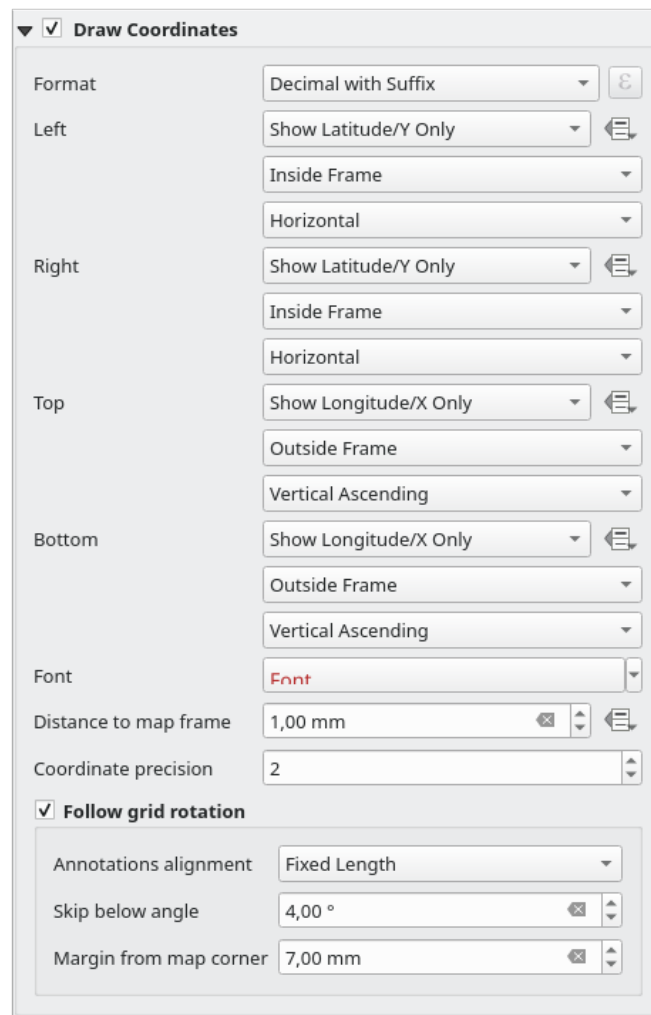 Draw Coordinates
Format Decimal with Suffix ε
Left Show Latitude/Y Only
Inside Frame
Horizontal
Right Show Latitude/Y Only
Inside Frame
Horizontal
Top Show Longitude/X Only
Outside Frame
Vertical Ascending
Bottom Show Longitude/X Only
Outside Frame
Vertical Ascending
Font Font
Distance to map frame 1,00 mm
Coordinate precision 2
Follow grid rotation
Annotations alignment Fixed Length
Skip below angle 4,00 °
Margin from map corner 7,00 mm